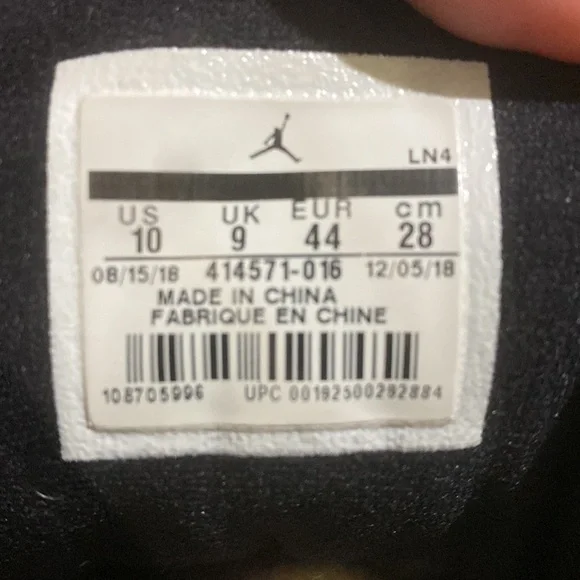 LN4
US UK EUR cm
10 9 44 28
08/15/18 414571-016 12/05/18
MADE IN CHINA
FABRIQUE EN CHINE
108705996 UPC 00192500292884